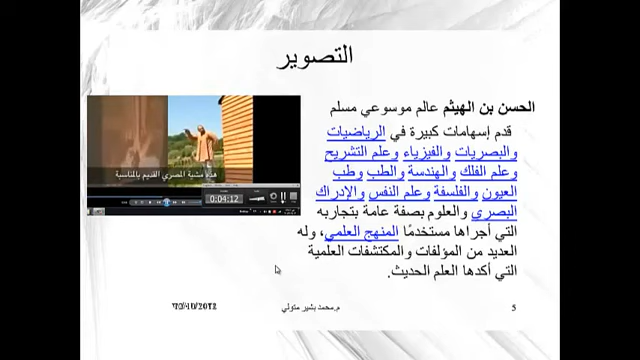 التصوير
الحسن بن الهيثم عالم موسوعي مسلم
قدم إسهامات كبيرة في الرياضيات
والبصريات والفيزياء وعلم التشريح
وعلم الفلك والهندسة والطب وطب
العيون والفلسفة وعلم النفس والإدراك
البصري والعلوم بصفة عامة بتجاربه
التي أجراها مستخدمًا المنهج العلمي، وله
العديد من المؤلفات والمكتشفات العلمية
التي أكدها العلم الحديث.
هذه مشية المصري القديم بالمناسبة
0:04:12
م.محمد بشير متولي
5